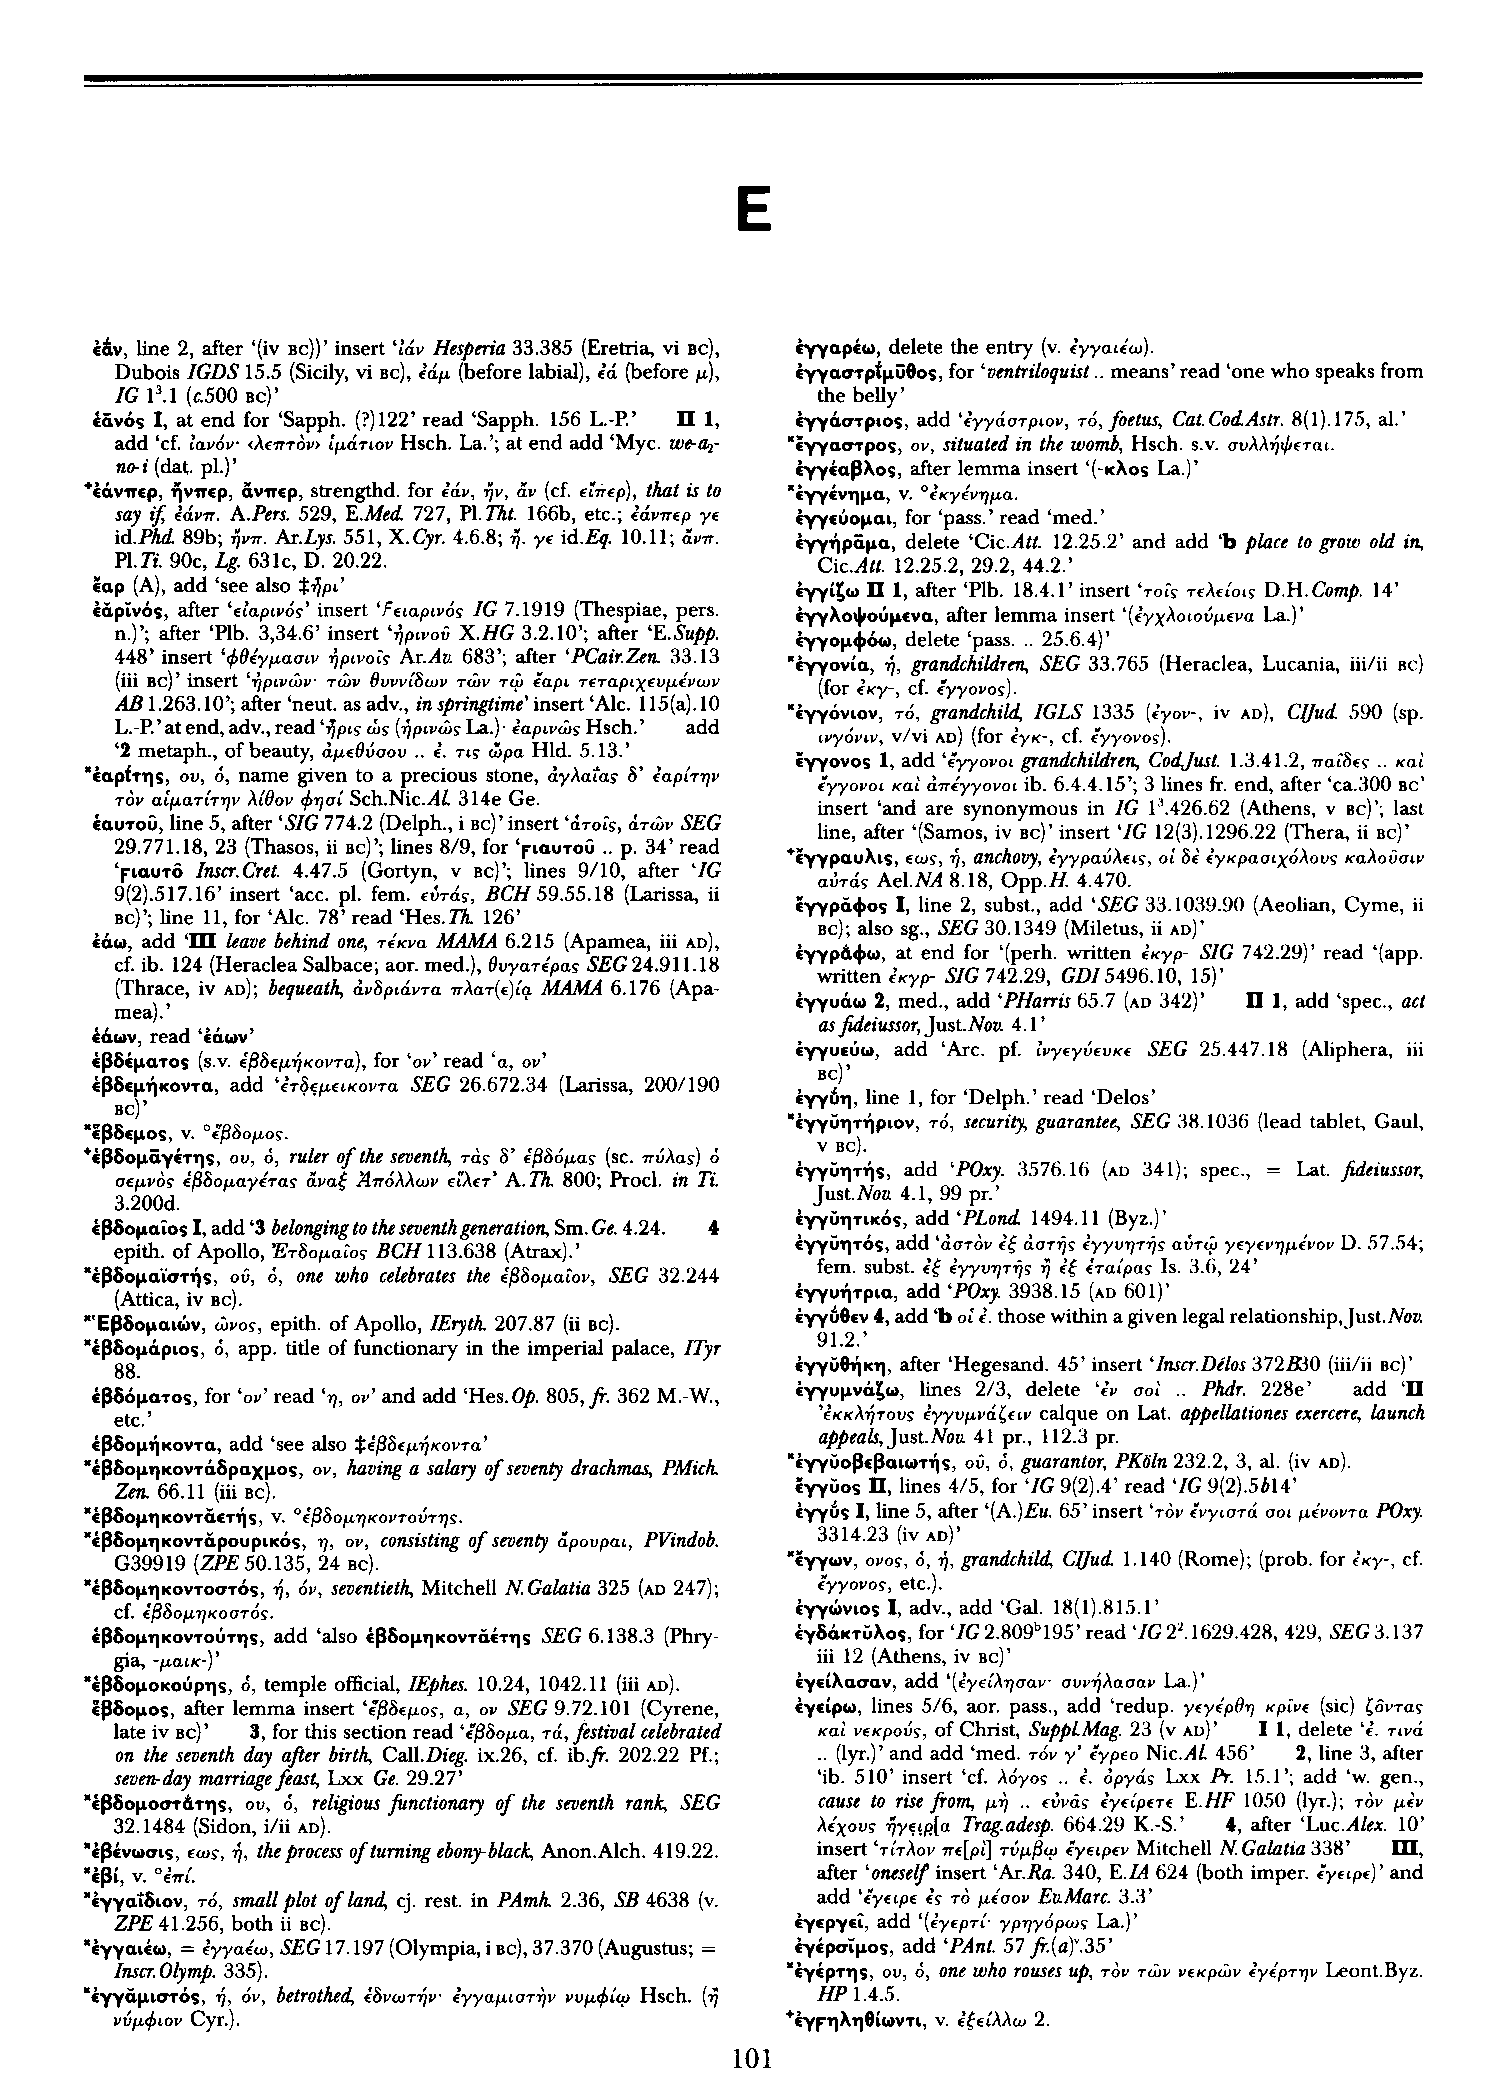 E
ἐά̄ν, line 2, after ‘(iv BC))’ insert ‘ἰάν Hesperia 33.385 (Eretria, vi BC),
Dubois IGDS 15.5 (Sicily, vi BC), ἐάμ (before labial), ἐά (before μ),
IG 1³.1 (c.500 BC)’
ἑᾱνός I, at end for ‘Sapph. (?)122’ read ‘Sapph. 156 L.-P.’ II 1,
add ‘cf. ἰανόν· ‹λεπτὸν› ἱμάτιον Hsch. La.’; at end add ‘Myc. we-a₂-
no-i (dat. pl.)’
⁺ἐάνπερ, ἤνπερ, ἄνπερ, strengthd. for ἐάν, ἤν, ἄν (cf. εἴπερ), that is to
say if, ἐάνπ. A.Pers. 529, E.Med. 727, Pl.Tht. 166b, etc.; ἐάνπερ γε
id.Phd. 89b; ἤνπ. Ar.Lys. 551, X.Cyr. 4.6.8; ἤ. γε id.Eq. 10.11; ἄνπ.
Pl.Ti. 90c, Lg. 631c, D. 20.22.
ἔαρ (A), add ‘see also ‡ἦρι’
ἐᾰρῐνός, after ‘εἰαρινός’ insert ‘ϝειαρινός IG 7.1919 (Thespiae, pers.
n.)’; after ‘Plb. 3,34.6’ insert ‘ἠρινοῦ X.HG 3.2.10’; after ‘E.Supp.
448’ insert ‘φθέγμασιν ἠρινοῖς Ar.Av. 683’; after ‘PCair.Zen. 33.13
(iii BC)’ insert ‘ἠρινῶν· τῶν θυννίδων τῶν τῷ ἔαρι τεταριχευμένων
AB 1.263.10’; after ‘neut. as adv., in springtime’ insert ‘Alc. 115(a).10
L.-P.’ at end, adv., read ‘ἦρις ὡς (ἠρινῶς La.)· ἐαρινῶς Hsch.’ add
‘2 metaph., of beauty, ἀμεθύσου .. ἐ. τις ὥρα Hld. 5.13.’
*ἐαρί̄της, ου, ὁ, name given to a precious stone, ἀγλαΐας δ’ ἐαρίτην
τὸν αἱματίτην λίθον φησί Sch.Nic.Al. 314e Ge.
ἑαυτοῦ, line 5, after ‘SIG 774.2 (Delph., i BC)’ insert ‘ἁτοῖς, ἁτῶν SEG
29.771.18, 23 (Thasos, ii BC)’; lines 8/9, for ‘ϝιαυτοῦ .. p. 34’ read
‘ϝιαυτô Inscr.Cret. 4.47.5 (Gortyn, v BC)’; lines 9/10, after ‘IG
9(2).517.16’ insert ‘acc. pl. fem. εὑτάς, BCH 59.55.18 (Larissa, ii
BC)’; line 11, for ‘Alc. 78’ read ‘Hes.Th. 126’
ἐάω, add ‘III leave behind one, τέκνα MAMA 6.215 (Apamea, iii AD),
cf. ib. 124 (Heraclea Salbace; aor. med.), θυγατέρας SEG 24.911.18
(Thrace, iv AD); bequeath, ἀνδριάντα πλατ(ε)ίᾳ MAMA 6.176 (Apa-
mea).’
ἐάων, read ‘ἑάων’
ἑβδέματος (s.v. ἑβδεμήκοντα), for ‘ον’ read ‘α, ον’
ἑβδεμήκοντα, add ‘ἑτδ̣ε̣μεικοντα SEG 26.672.34 (Larissa, 200/190
BC)’
*ἕβδεμος, v. °ἕβδομος.
⁺ἑβδομᾱγέτης, ου, ὁ, ruler of the seventh, τὰς δ’ ἑβδόμας (sc. πύλας) ὁ
σεμνὸς ἑβδομαγέτας ἄναξ Ἀπόλλων εἵλετ’ A.Th. 800; Procl. in Ti.
3.200d.
ἑβδομαῖος I, add ‘3 belonging to the seventh generation, Sm.Ge. 4.24. 4
epith. of Apollo, Ἑτδομαῖος BCH 113.638 (Atrax).’
*ἑβδομαϊστής, οῦ, ὁ, one who celebrates the ἑβδομαῖον, SEG 32.244
(Attica, iv BC).
*Ἑβδομαιών, ῶνος, epith. of Apollo, IEryth. 207.87 (ii BC).
*ἑβδομάριος, ὁ, app. title of functionary in the imperial palace, ITyr
88.
ἑβδόματος, for ‘ον’ read ‘η, ον’ and add ‘Hes.Op. 805, fr. 362 M.-W.,
etc.’
ἑβδομήκοντα, add ‘see also ‡ἑβδεμήκοντα’
*ἑβδομηκοντάδραχμος, ον, having a salary of seventy drachmas, PMich.
Zen. 66.11 (iii BC).
*ἑβδομηκοντᾰετής, v. °ἑβδομηκοντούτης.
*ἑβδομηκοντᾰρουρικός, η, ον, consisting of seventy ἄρουραι, PVindob.
G39919 (ZPE 50.135, 24 BC).
*ἑβδομηκοντοστός, ή, όν, seventieth, Mitchell N.Galatia 325 (AD 247);
cf. ἑβδομηκοστός.
ἑβδομηκοντούτης, add ‘also ἑβδομηκοντᾰέτης SEG 6.138.3 (Phry-
gia, -μαικ-)’
*ἑβδομοκούρης, ὁ, temple official, IEphes. 10.24, 1042.11 (iii AD).
ἕβδομος, after lemma insert ‘ἕβδεμος, α, ον SEG 9.72.101 (Cyrene,
late iv BC)’ 3, for this section read ‘ἕβδομα, τά, festival celebrated
on the seventh day after birth, Call.Dieg. ix.26, cf. ib.fr. 202.22 Pf.;
seven-day marriage feast, Lxx Ge. 29.27’
*ἑβδομοστάτης, ου, ὁ, religious functionary of the seventh rank, SEG
32.1484 (Sidon, i/ii AD).
*ἐβένωσις, εως, ἡ, the process of turning ebony-black, Anon.Alch. 419.22.
*ἐβί, v. °ἐπί.
*ἐγγαΐδιον, τό, small plot of land, cj. rest. in PAmh. 2.36, SB 4638 (v.
ZPE 41.256, both ii BC).
*ἐγγαιέω, = ἐγγαέω, SEG 17.197 (Olympia, i BC), 37.370 (Augustus; =
Inscr.Olymp. 335).
*ἐγγᾰμιστός, ή, όν, betrothed, ἑδνωτήν· ἐγγαμιστὴν νυμφίῳ Hsch. (ἢ
νύμφιον Cyr.).
ἐγγαρέω, delete the entry (v. ἐγγαιέω).
ἐγγαστρί̆μῡθος, for ‘ventriloquist .. means’ read ‘one who speaks from
the belly’
ἐγγάστριος, add ‘ἐγγάστριον, τό, foetus, Cat.Cod.Astr. 8(1).175, al.’
*ἔγγαστρος, ον, situated in the womb, Hsch. s.v. συλλήψεται.
ἐγγέαβλος, after lemma insert ‘(-κλος La.)’
*ἐγγένημα, v. °ἐκγένημα.
ἐγγεύομαι, for ‘pass.’ read ‘med.’
ἐγγήρᾱμα, delete ‘Cic.Att. 12.25.2’ and add ‘b place to grow old in,
Cic.Att. 12.25.2, 29.2, 44.2.’
ἐγγίζω II 1, after ‘Plb. 18.4.1’ insert ‘τοῖς τελείοις D.H.Comp. 14’
ἐγγλοψούμενα, after lemma insert ‘(ἐγχλοιούμενα La.)’
ἐγγομφόω, delete ‘pass. .. 25.6.4)’
*ἐγγονία, ἡ, grandchildren, SEG 33.765 (Heraclea, Lucania, iii/ii BC)
(for ἐκγ-, cf. ἔγγονος).
*ἐγγόνιον, τό, grandchild, IGLS 1335 (ἐγον-, iv AD), CIJud. 590 (sp.
ινγόνιν, v/vi AD) (for ἐγκ-, cf. ἔγγονος).
ἔγγονος 1, add ‘ἔγγονοι grandchildren, Cod.Just. 1.3.41.2, παῖδες .. καὶ
ἔγγονοι καὶ ἀπέγγονοι ib. 6.4.4.15’; 3 lines fr. end, after ‘ca.300 BC’
insert ‘and are synonymous in IG 1³.426.62 (Athens, v BC)’; last
line, after ‘(Samos, iv BC)’ insert ‘IG 12(3).1296.22 (Thera, ii BC)’
⁺ἔγγραυλις, εως, ἡ, anchovy, ἐγγραύλεις, οἱ δὲ ἐγκρασιχόλους καλοῦσιν
αὐτάς Ael.NA 8.18, Opp.H. 4.470.
ἔγγρᾰφος I, line 2, subst., add ‘SEG 33.1039.90 (Aeolian, Cyme, ii
BC); also sg., SEG 30.1349 (Miletus, ii AD)’
ἐγγρά̆φω, at end for ‘(perh. written ἐκγρ- SIG 742.29)’ read ‘(app.
written ἐκγρ- SIG 742.29, GDI 5496.10, 15)’
ἐγγυάω 2, med., add ‘PHarris 65.7 (AD 342)’ II 1, add ‘spec., act
as fideiussor, Just.Nov. 4.1’
ἐγγυεύω, add ‘Arc. pf. ἰνγεγύευκε SEG 25.447.18 (Aliphera, iii
BC)’
ἐγγύ̆η, line 1, for ‘Delph.’ read ‘Delos’
*ἐγγῠητήριον, τό, security, guarantee, SEG 38.1036 (lead tablet, Gaul,
v BC).
ἐγγῠητής, add ‘POxy. 3576.16 (AD 341); spec., = Lat. fideiussor,
Just.Nov. 4.1, 99 pr.’
ἐγγῠητικός, add ‘PLond. 1494.11 (Byz.)’
ἐγγῠητός, add ‘ἀστὸν ἐξ ἀστῆς ἐγγυητῆς αὑτῷ γεγενημένον D. 57.54;
fem. subst. ἐξ ἐγγυητῆς ἢ ἐξ ἑταίρας Is. 3.6, 24’
ἐγγυήτρια, add ‘POxy. 3938.15 (AD 601)’
ἐγγύ̆θεν 4, add ‘b οἱ ἐ. those within a given legal relationship, Just.Nov.
91.2.’
ἐγγῠθήκη, after ‘Hegesand. 45’ insert ‘Inscr.Délos 372B30 (iii/ii BC)’
ἐγγυμνάζω, lines 2/3, delete ‘ἐν σοὶ .. Phdr. 228e’ add ‘II
’ἐκκλήτους ἐγγυμνάζειν calque on Lat. appellationes exercere, launch
appeals, Just.Nov. 41 pr., 112.3 pr.
*ἐγγῠοβεβαιωτής, οῦ, ὁ, guarantor, PKöln 232.2, 3, al. (iv AD).
ἔγγῠος II, lines 4/5, for ‘IG 9(2).4’ read ‘IG 9(2).5b14’
ἐγγύ̆ς I, line 5, after ‘(A.)Eu. 65’ insert ‘τὸν ἔνγιστά σοι μένοντα POxy.
3314.23 (iv AD)’
*ἔγγων, ονος, ὁ, ἡ, grandchild, CIJud. 1.140 (Rome); (prob. for ἐκγ-, cf.
ἔγγονος, etc.).
ἐγγώνιος I, adv., add ‘Gal. 18(1).815.1’
ἐγδάκτῠλος, for ‘IG 2.809ᵇ195’ read ‘IG 2².1629.428, 429, SEG 3.137
iii 12 (Athens, iv BC)’
ἐγείλασαν, add ‘(ἐγείλησαν· συνήλασαν La.)’
ἐγείρω, lines 5/6, aor. pass., add ‘redup. γεγέρθη κρῖνε (sic) ζôντας
καὶ νεκρούς, of Christ, Suppl.Mag. 23 (v AD)’ I 1, delete ‘ἐ. τινά
.. (lyr.)’ and add ‘med. τόν γ’ ἔγρεο Nic.Al. 456’ 2, line 3, after
‘ib. 510’ insert ‘cf. λόγος .. ἐ. ὀργάς Lxx Pr. 15.1’; add ‘w. gen.,
cause to rise from, μὴ .. εὐνᾶς ἐγείρετε E.HF 1050 (lyr.); τὸν μὲν
λέχους ἤγε̣ι̣ρ[α Trag.adesp. 664.29 K.-S.’ 4, after ‘Luc.Alex. 10’
insert ‘τίτλον πε[ρὶ] τύμβῳ ἔγειρεν Mitchell N.Galatia 338’ III,
after ‘oneself’ insert ‘Ar.Ra. 340, E.IA 624 (both imper. ἔγειρε)’ and
add ‘ἔγειρε ἐς τὸ μέσον Ev.Marc. 3.3’
ἐγεργεῖ, add ‘(ἐγερτί· γρηγόρως La.)’
ἐγέρσῐμος, add ‘PAnt. 57 fr.(a)ᵛ.35’
*ἐγέρτης, ου, ὁ, one who rouses up, τὸν τῶν νεκρῶν ἐγέρτην Leont.Byz.
HP 1.4.5.
⁺ἐγϝηληθίωντι, v. ἐξείλλω 2.
101